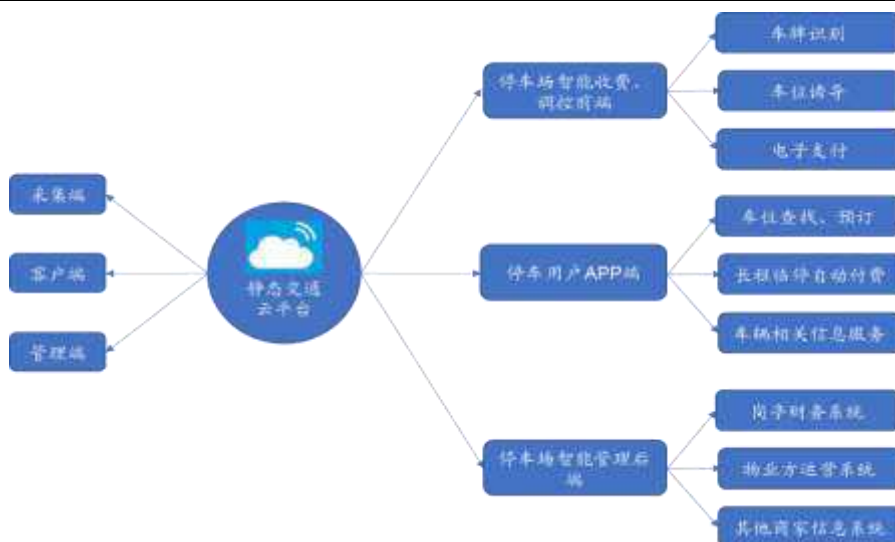 采集端
客户端
管理端
静态交通
云平台
停车场智能收费、
调控前端
停车用户APP端
停车场智能管理后
端
车牌识别
车位诱导
电子支付
车位查找、预订
长租临停自动付费
车辆相关信息服务
岗亭财务系统
物业方运营系统
其他商家信息系统